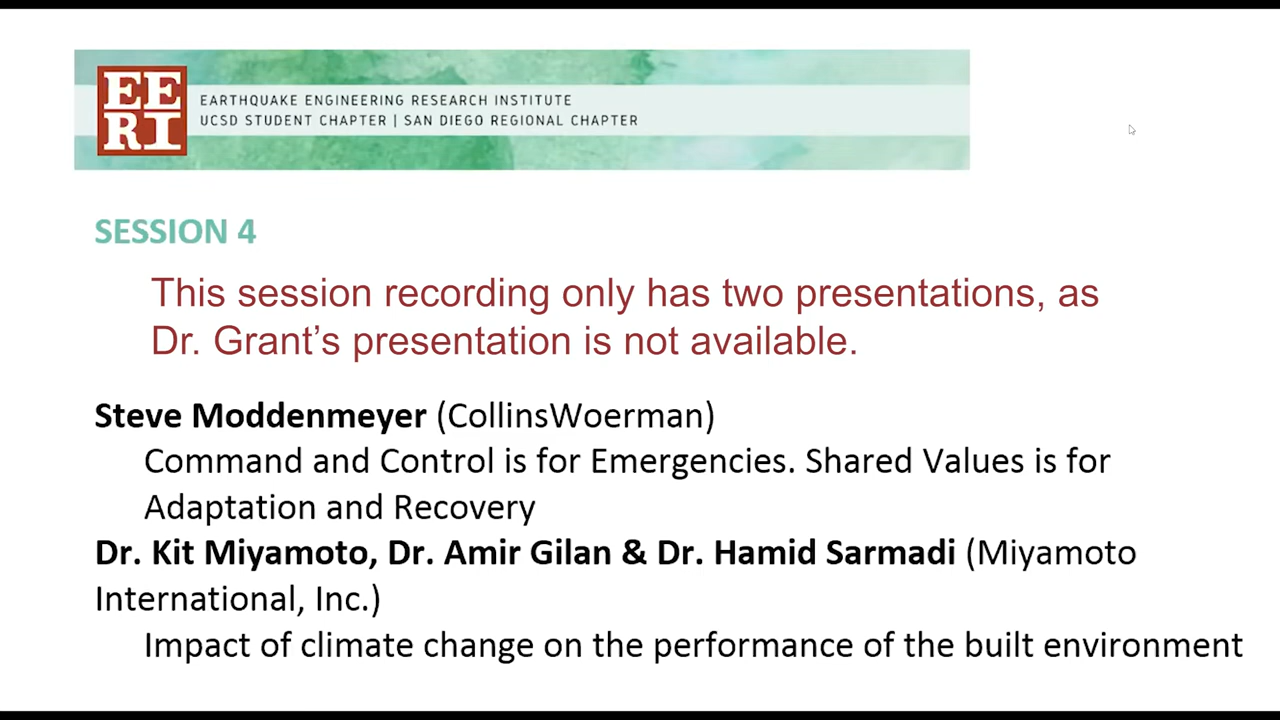 EE
RI
EARTHQUAKE ENGINEERING RESEARCH INSTITUTE
UCSD STUDENT CHAPTER | SAN DIEGO REGIONAL CHAPTER
SESSION 4
This session recording only has two presentations, as
Dr. Grant’s presentation is not available.
Steve Moddenmeyer (CollinsWoerman)
Command and Control is for Emergencies. Shared Values is for
Adaptation and Recovery
Dr. Kit Miyamoto, Dr. Amir Gilan & Dr. Hamid Sarmadi (Miyamoto
International, Inc.)
Impact of climate change on the performance of the built environment